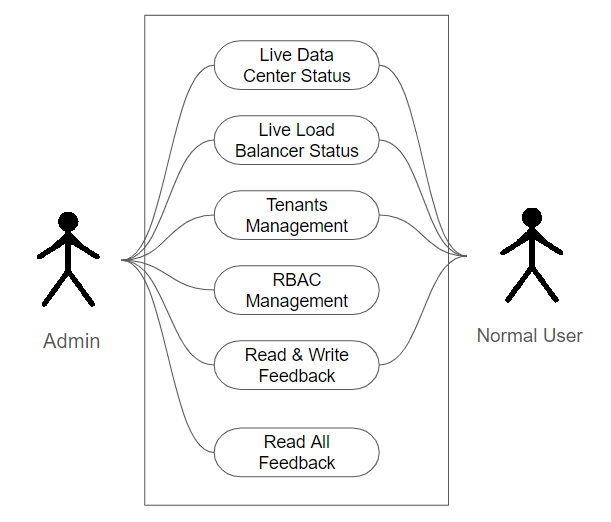 Live Data
Center Status
Live Load
Balancer Status
Tenants
Management
RBAC
Management
Admin
Normal User
Read & Write
Feedback
Read All
Feedback